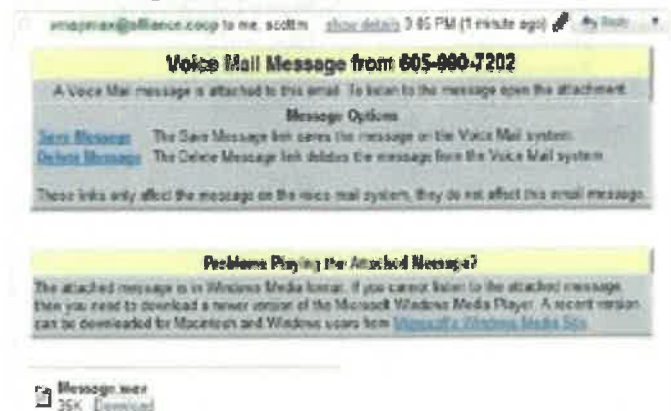 to me, scottm show details 3:05 PM (1 minute ago) Reply
Voice Mail Message from 605-990-7202
A Voice Mail message is attached to this email. To listen to the message open the attachment.
Message Options
Save Message The Save Message link saves the message on the Voice Mail system.
Delete Message The Delete Message link deletes the message from the Voice Mail system.
These links only affect the message on the voice mail system, they do not affect this email message.
Problems Playing the Attached Message?
The attached message is in Windows Media format. If you cannot listen to the attached message,
then you need to download a newer version of the Microsoft Windows Media Player. A recent version
can be downloaded for Macintosh and Windows users from Microsoft's Windows Media Site
Message.wav
35K Download